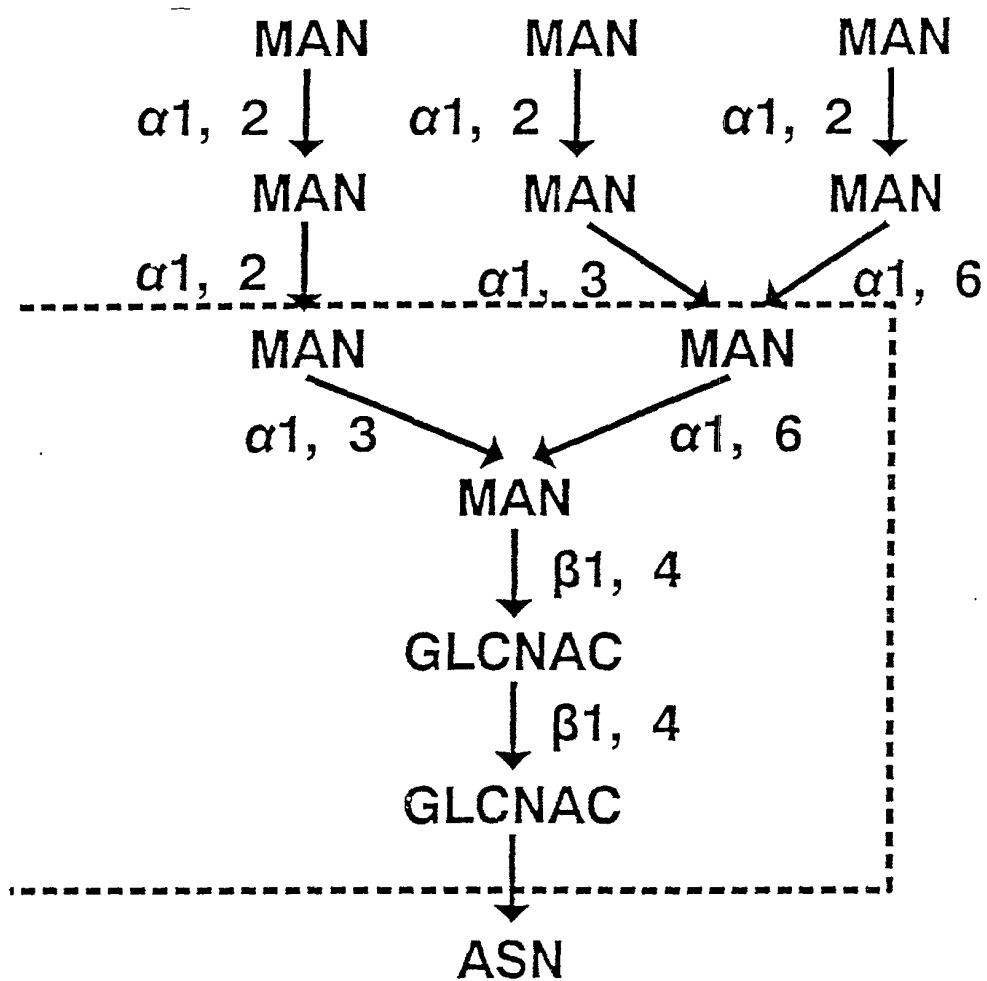 MAN MAN MAN
α1, 2 α1, 2 α1, 2
MAN MAN MAN
α1, 2 α1, 3 α1, 6
MAN MAN
α1, 3 α1, 6
MAN
β1, 4
GLCNAC
β1, 4
GLCNAC
ASN